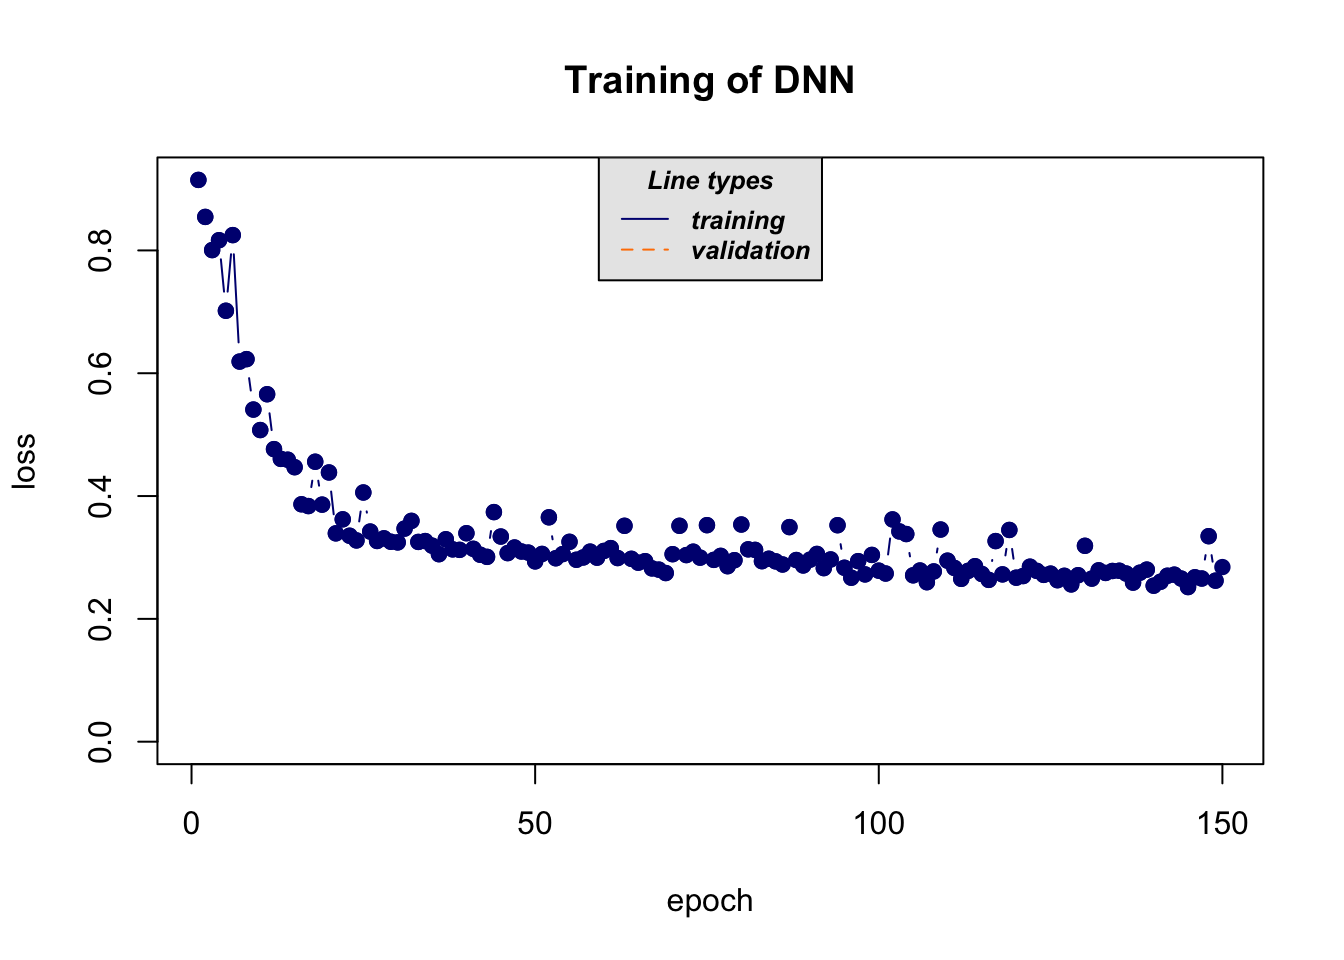 Training of DNN
Line types
training
validation
loss
0.8
0.6
0.4
0.2
0.0
0 50 100 150
epoch